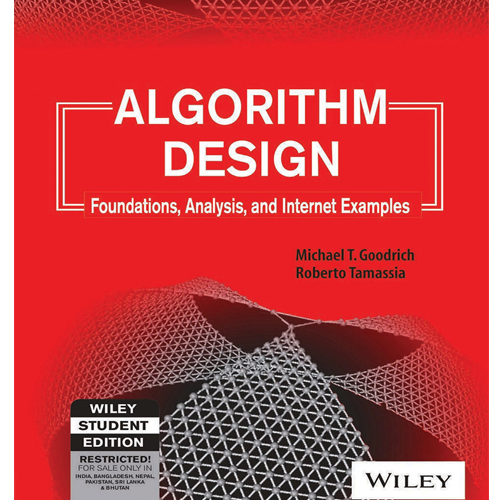 ALGORITHM
DESIGN
Foundations, Analysis, and Internet Examples
Michael T. Goodrich
Roberto Tamassia
WILEY
STUDENT
EDITION
RESTRICTED!
FOR SALE ONLY IN
INDIA, BANGLADESH, NEPAL,
PAKISTAN, SRI LANKA
& BHUTAN
WILEY